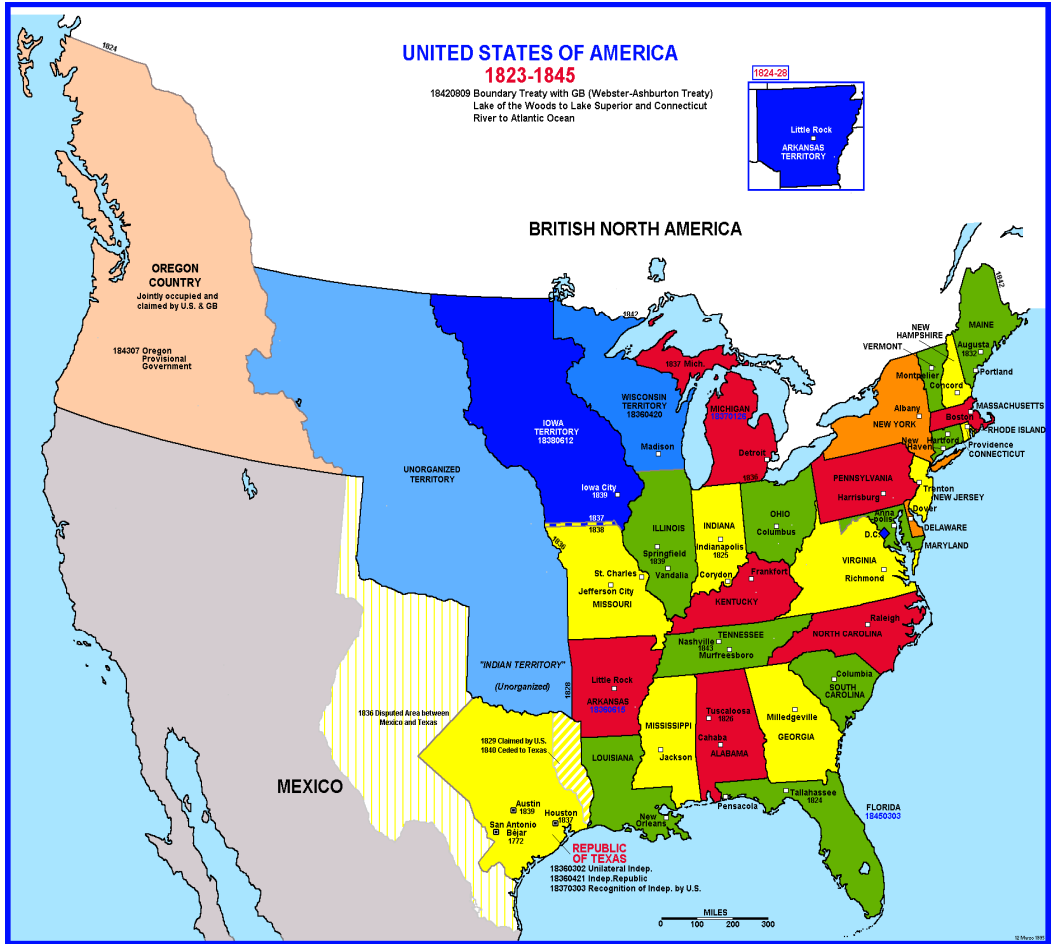 UNITED STATES OF AMERICA
1823-1845
18420809 Boundary Treaty with GB (Webster-Ashburton Treaty)
Lake of the Woods to Lake Superior and Connecticut
River to Atlantic Ocean
1824-28
Little Rock
ARKANSAS
TERRITORY
1824
BRITISH NORTH AMERICA
OREGON
COUNTRY
Jointly occupied and
claimed by U.S. & GB
184307 Oregon
Provisional
Government
UNORGANIZED
TERRITORY
IOWA
TERRITORY
18380612
Iowa City
1839
1837
1838
1842
WISCONSIN
TERRITORY
18360420
Madison
1837 Mich.
MICHIGAN
18370126
Detroit
1836
1842
MAINE
Augusta
1832
Portland
NEW
HAMPSHIRE
VERMONT
Montpelier
Concord
Albany
NEW YORK
MASSACHUSETTS
Boston
RHODE ISLAND
Providence
CONNECTICUT
New
Haven
Hartford
PENNSYLVANIA
Harrisburg
Trenton
NEW JERSEY
Dover
DELAWARE
Anna
polis
D.C.
MARYLAND
VIRGINIA
Richmond
OHIO
Columbus
INDIANA
Indianapolis
1825
Corydon
ILLINOIS
Springfield
1839
Vandalia
1836
St. Charles
Jefferson City
MISSOURI
Frankfort
KENTUCKY
TENNESSEE
Nashville
1843
Murfreesboro
Raleigh
NORTH CAROLINA
Columbia
SOUTH
CAROLINA
Milledgeville
GEORGIA
Tuscaloosa
1826
Cahaba
ALABAMA
MISSISSIPPI
Jackson
Little Rock
ARKANSAS
18360615
1828
"INDIAN TERRITORY"
(Unorganized)
LOUISIANA
New
Orleans
Pensacola
Tallahassee
1824
FLORIDA
18450303
1836 Disputed Area between
Mexico and Texas
1829 Claimed by U.S.
1840 Ceded to Texas
MEXICO
Austin
1839
Houston
1837
San Antonio
Béjar
1772
REPUBLIC
OF TEXAS
18360302 Unilateral Indep.
18360421 Indep.Republic
18370303 Recognition of Indep. by U.S.
MILES
0 100 200 300